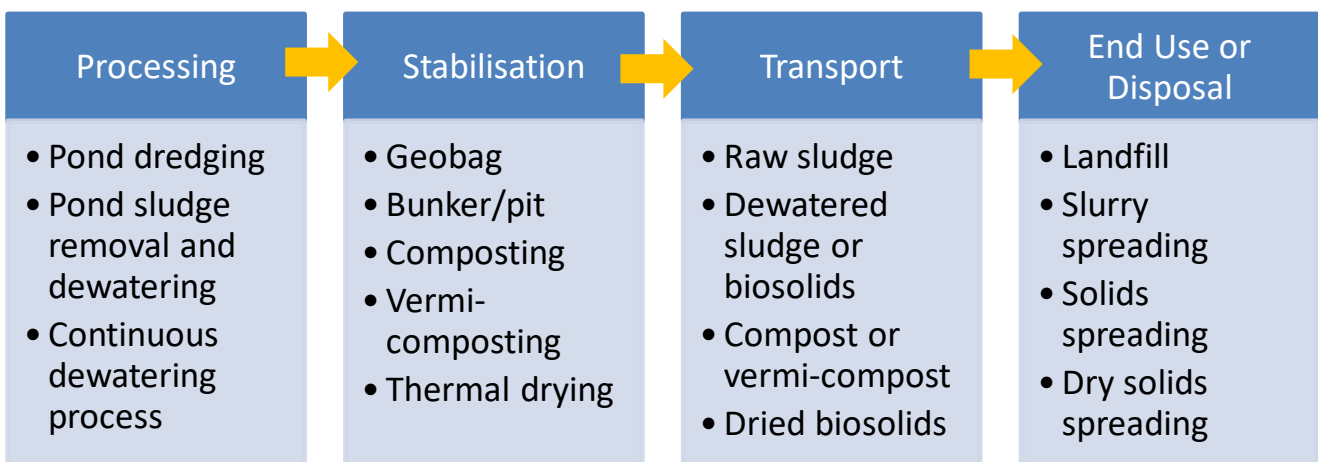 Processing
• Pond dredging
• Pond sludge
removal and
dewatering
• Continuous
dewatering
process
Stabilisation
• Geobag
• Bunker/pit
• Composting
• Vermi-
composting
• Thermal drying
Transport
• Raw sludge
• Dewatered
sludge or
biosolids
• Compost or
vermi-compost
• Dried biosolids
End Use or
Disposal
• Landfill
• Slurry
spreading
• Solids
spreading
• Dry solids
spreading